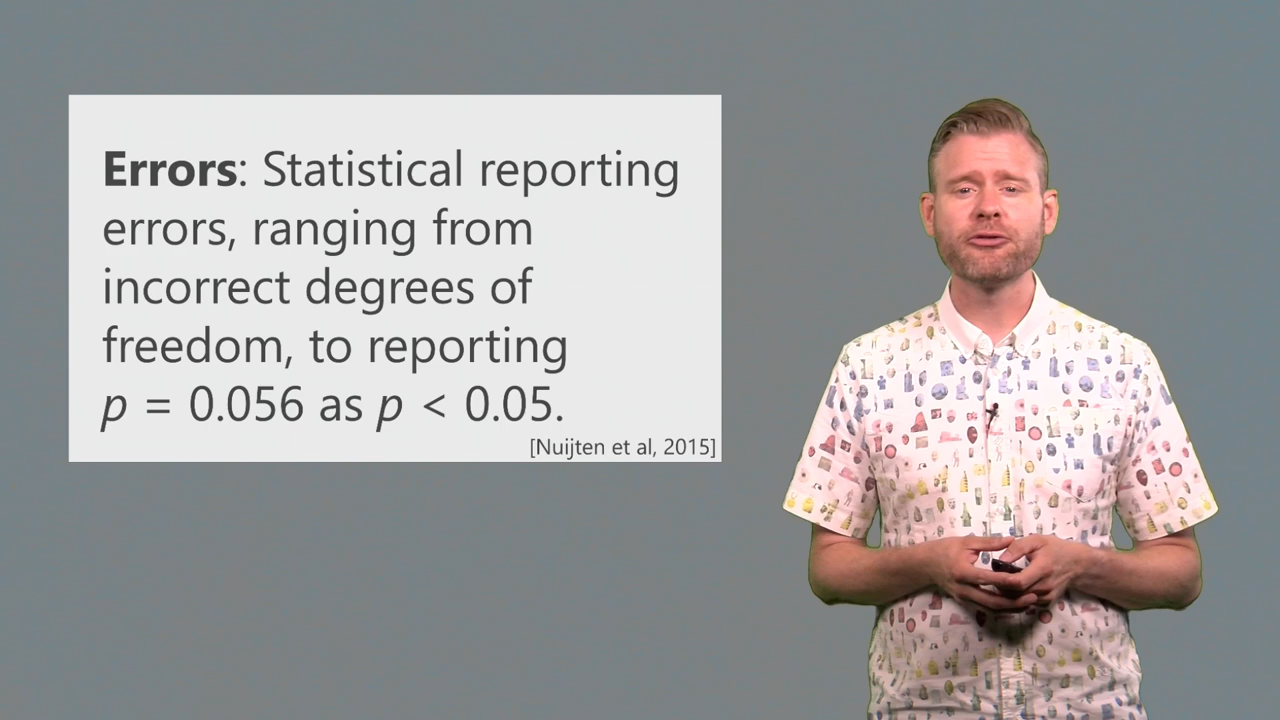 Errors: Statistical reporting
errors, ranging from
incorrect degrees of
freedom, to reporting
p = 0.056 as p < 0.05.
[Nuijten et al, 2015]